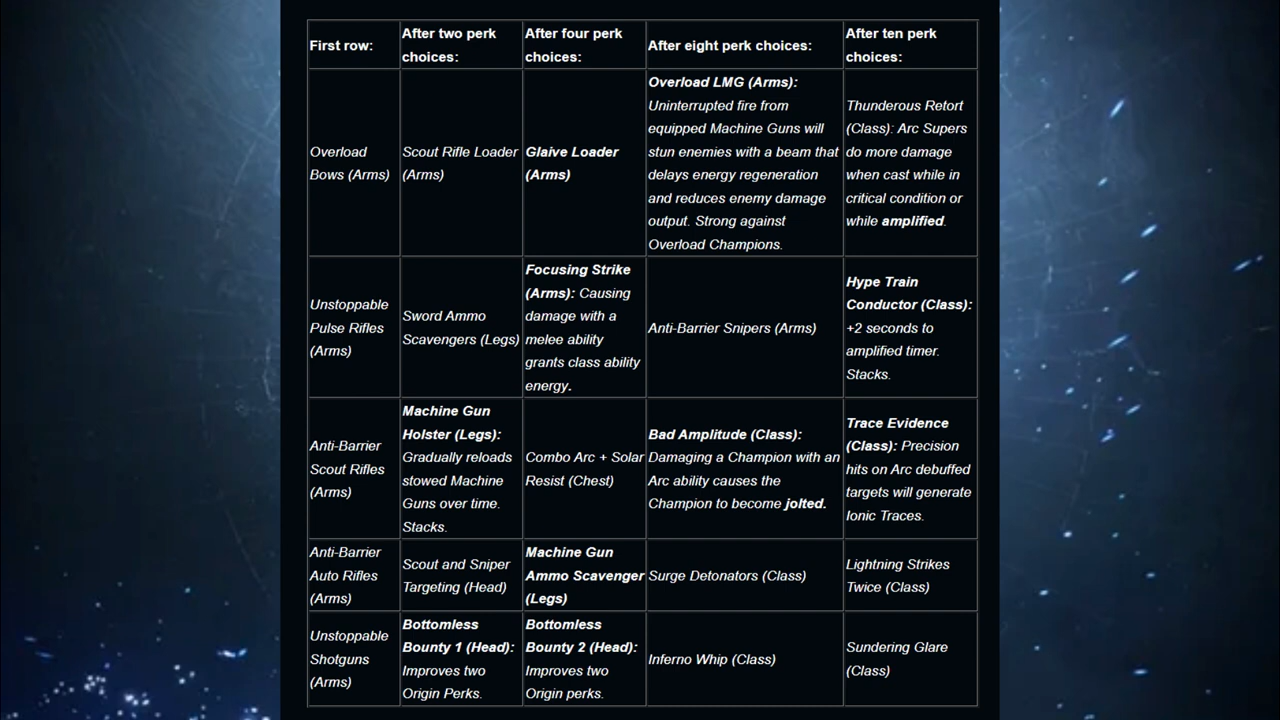 First row:
After two perk
choices:
After four perk
choices:
After eight perk choices:
After ten perk
choices:
Overload
Bows (Arms)
Scout Rifle Loader
(Arms)
Glaive Loader
(Arms)
Overload LMG (Arms):
Uninterrupted fire from
equipped Machine Guns will
stun enemies with a beam that
delays energy regeneration
and reduces enemy damage
output. Strong against
Overload Champions.
Thunderous Retort
(Class): Arc Supers
do more damage
when cast while in
critical condition or
while amplified.
Unstoppable
Pulse Rifles
(Arms)
Sword Ammo
Scavengers (Legs)
Focusing Strike
(Arms): Causing
damage with a
melee ability
grants class ability
energy.
Anti-Barrier Snipers (Arms)
Hype Train
Conductor (Class):
+2 seconds to
amplified timer.
Stacks.
Anti-Barrier
Scout Rifles
(Arms)
Machine Gun
Holster (Legs):
Gradually reloads
stowed Machine
Guns over time.
Stacks.
Combo Arc + Solar
Resist (Chest)
Bad Amplitude (Class):
Damaging a Champion with an
Arc ability causes the
Champion to become jolted.
Trace Evidence
(Class): Precision
hits on Arc debuffed
targets will generate
Ionic Traces.
Anti-Barrier
Auto Rifles
(Arms)
Scout and Sniper
Targeting (Head)
Machine Gun
Ammo Scavenger
(Legs)
Surge Detonators (Class)
Lightning Strikes
Twice (Class)
Unstoppable
Shotguns
(Arms)
Bottomless
Bounty 1 (Head):
Improves two
Origin Perks.
Bottomless
Bounty 2 (Head):
Improves two
Origin perks.
Inferno Whip (Class)
Sundering Glare
(Class)